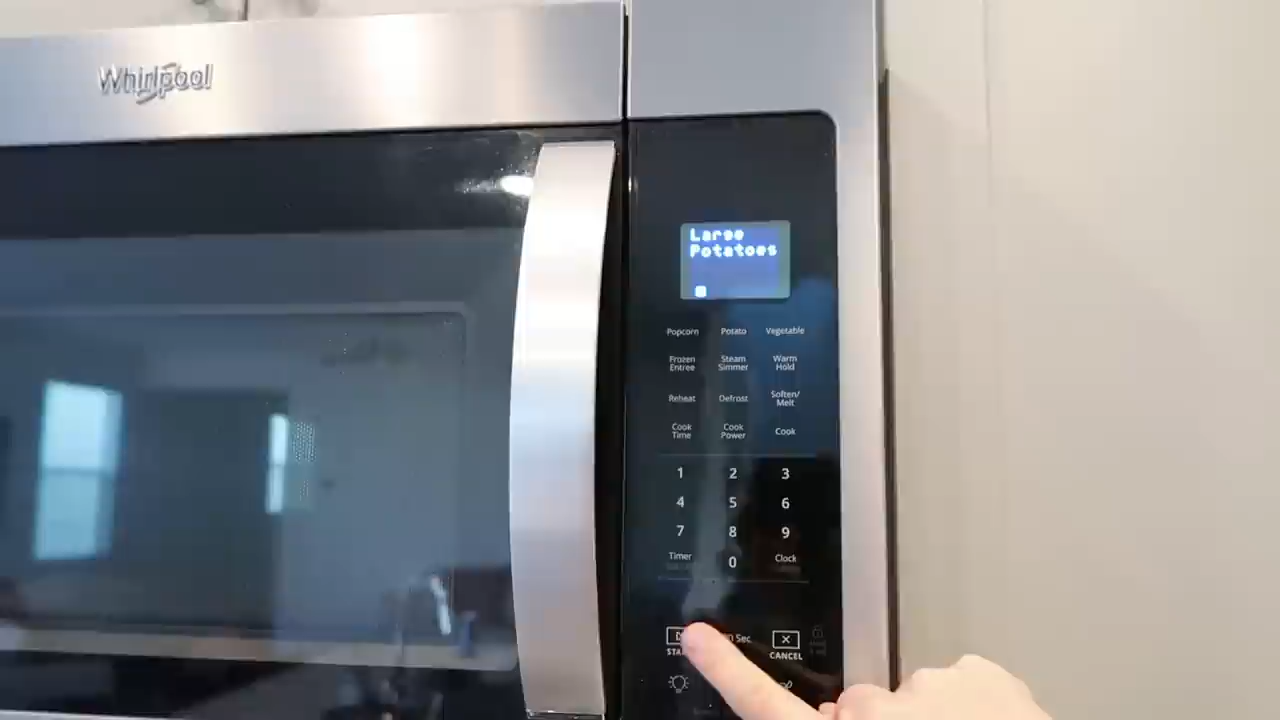 Whirlpool
Large
Potatoes
Popcorn Potato Vegetable
Frozen Entree Steam Simmer Warm Hold
Reheat Defrost Soften/ Melt
Cook Time Cook Power Cook
1 2 3
4 5 6
7 8 9
Timer 0 Clock
Sec
CANCEL